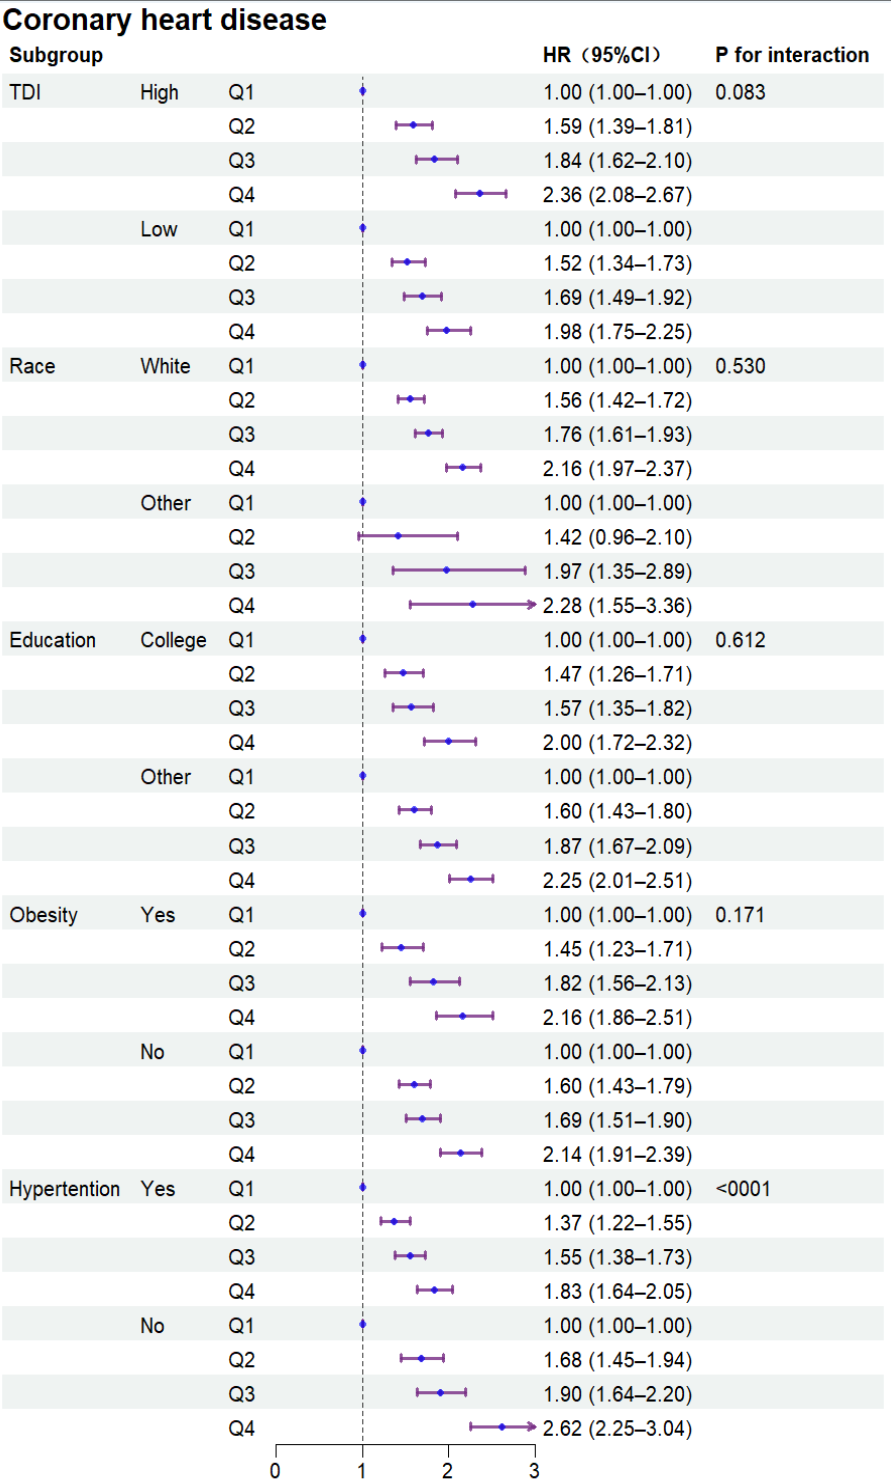 Coronary heart disease
Subgroup HR（95%CI） P for interaction
TDI High Q1 1.00 (1.00–1.00) 0.083
Q2 1.59 (1.39–1.81)
Q3 1.84 (1.62–2.10)
Q4 2.36 (2.08–2.67)
Low Q1 1.00 (1.00–1.00)
Q2 1.52 (1.34–1.73)
Q3 1.69 (1.49–1.92)
Q4 1.98 (1.75–2.25)
Race White Q1 1.00 (1.00–1.00) 0.530
Q2 1.56 (1.42–1.72)
Q3 1.76 (1.61–1.93)
Q4 2.16 (1.97–2.37)
Other Q1 1.00 (1.00–1.00)
Q2 1.42 (0.96–2.10)
Q3 1.97 (1.35–2.89)
Q4 2.28 (1.55–3.36)
Education College Q1 1.00 (1.00–1.00) 0.612
Q2 1.47 (1.26–1.71)
Q3 1.57 (1.35–1.82)
Q4 2.00 (1.72–2.32)
Other Q1 1.00 (1.00–1.00)
Q2 1.60 (1.43–1.80)
Q3 1.87 (1.67–2.09)
Q4 2.25 (2.01–2.51)
Obesity Yes Q1 1.00 (1.00–1.00) 0.171
Q2 1.45 (1.23–1.71)
Q3 1.82 (1.56–2.13)
Q4 2.16 (1.86–2.51)
No Q1 1.00 (1.00–1.00)
Q2 1.60 (1.43–1.79)
Q3 1.69 (1.51–1.90)
Q4 2.14 (1.91–2.39)
Hypertention Yes Q1 1.00 (1.00–1.00) <0001
Q2 1.37 (1.22–1.55)
Q3 1.55 (1.38–1.73)
Q4 1.83 (1.64–2.05)
No Q1 1.00 (1.00–1.00)
Q2 1.68 (1.45–1.94)
Q3 1.90 (1.64–2.20)
Q4 2.62 (2.25–3.04)
0 1 2 3